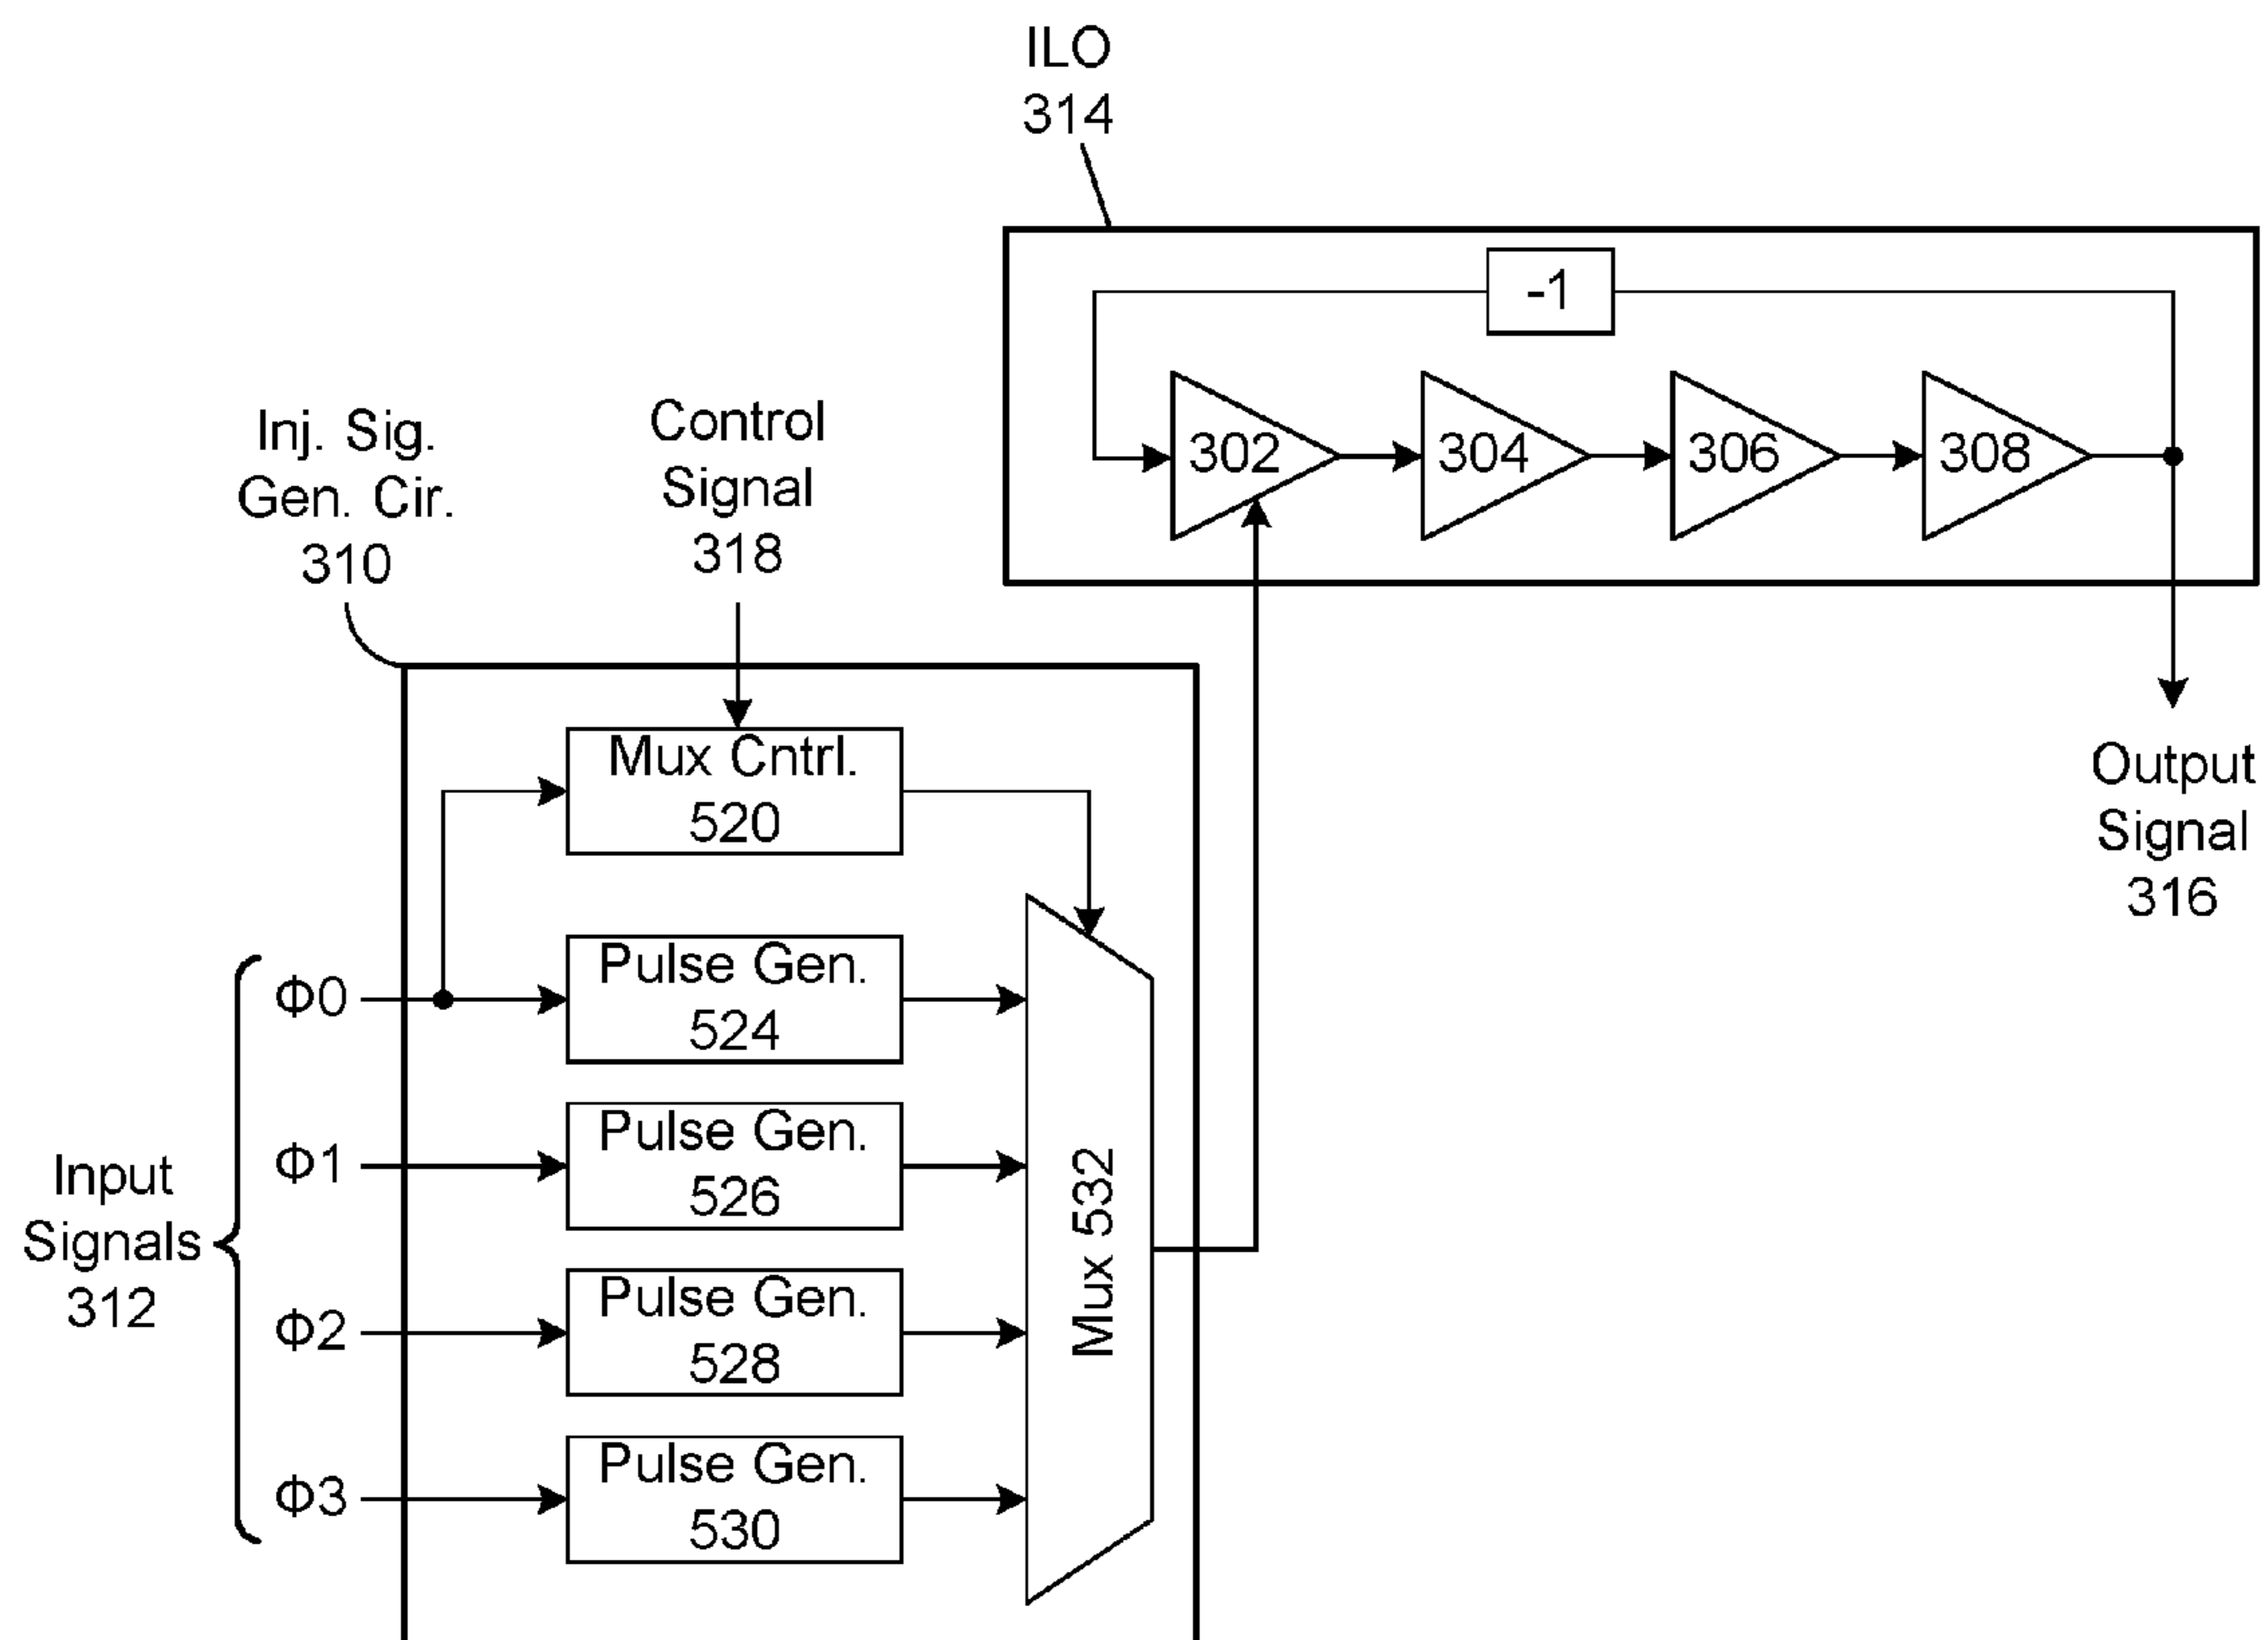 ILO
314
-1
302
304
306
308
Inj. Sig.
Gen. Cir.
310
Control
Signal
318
Mux Cntrl.
520
Output
Signal
316
Input
Signals
312
Φ0
Pulse Gen.
524
Φ1
Pulse Gen.
526
Φ2
Pulse Gen.
528
Φ3
Pulse Gen.
530
Mux 532